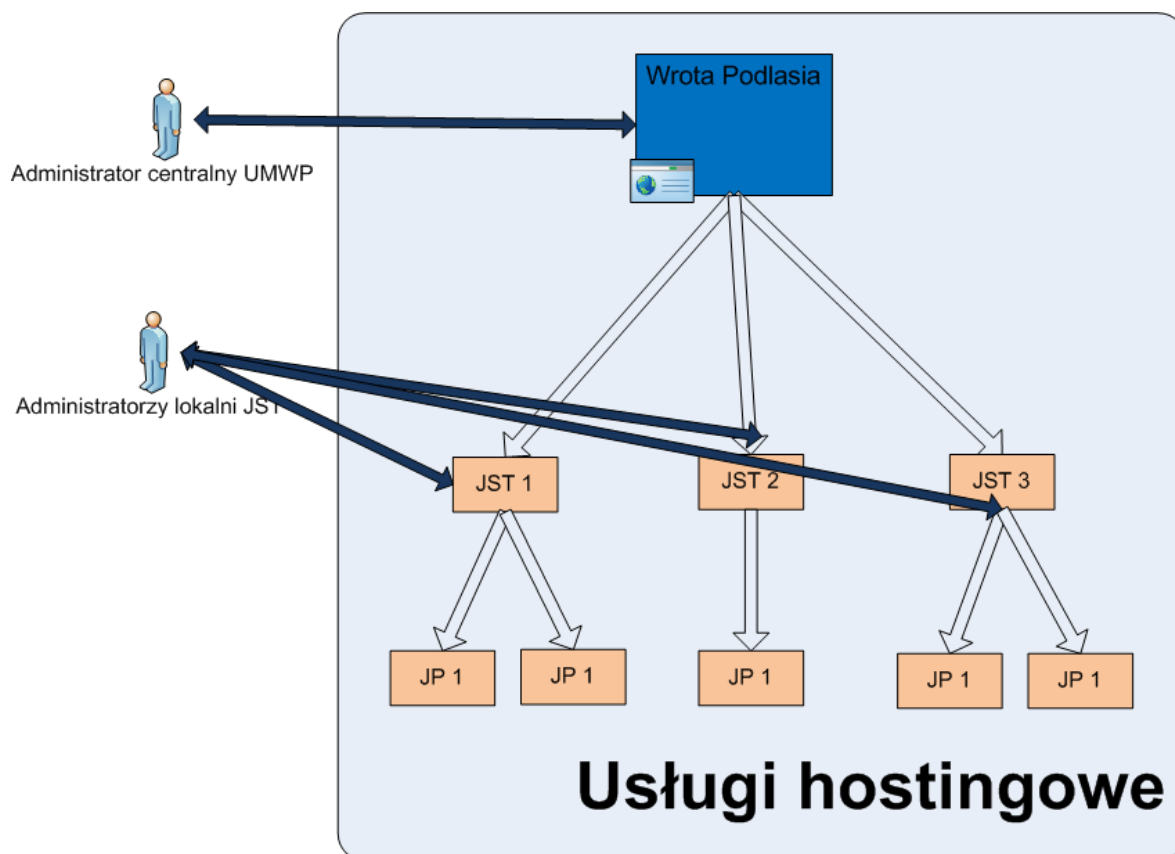 Wrota Podlasia
Administrator centralny UMWP
Administratorzy lokalni JST
JST 1
JST 2
JST 3
JP 1
JP 1
JP 1
JP 1
JP 1
Usługi hostingowe